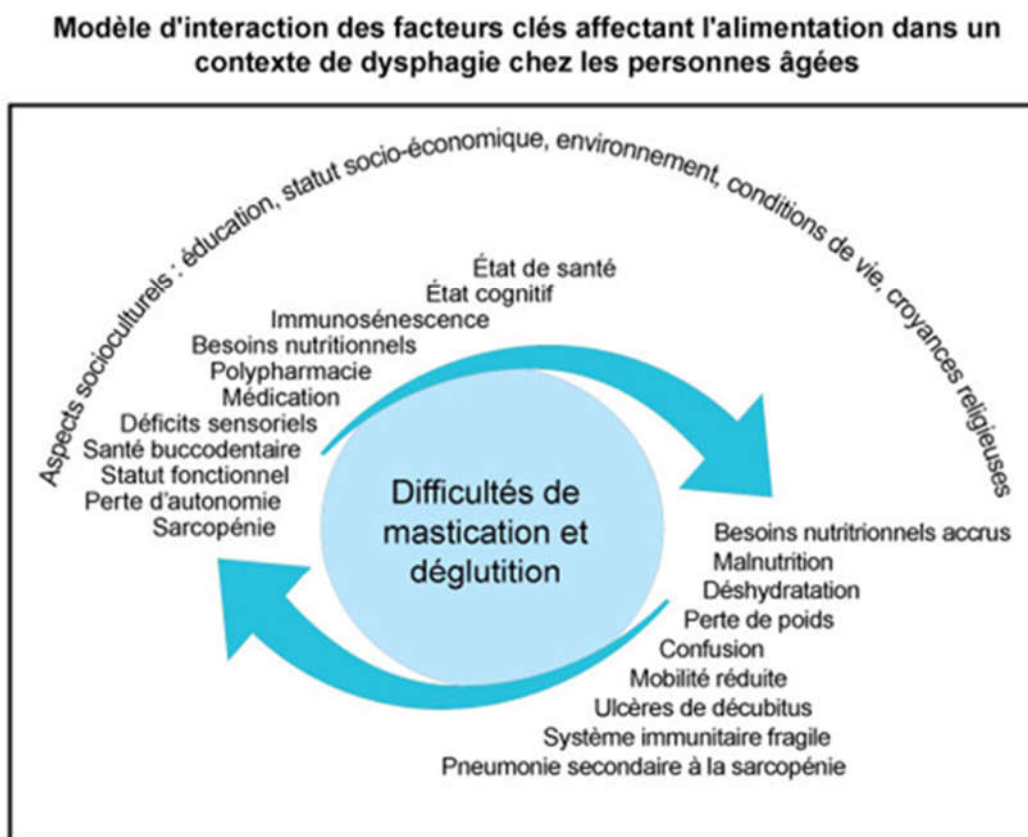 Modèle d'interaction des facteurs clés affectant l'alimentation dans un
contexte de dysphagie chez les personnes âgées
Aspects socioculturels : éducation, statut socio-économique, environnement, conditions de vie, croyances religieuses
État de santé
État cognitif
Immunosénescence
Besoins nutritionnels
Polypharmacie
Médication
Déficits sensoriels
Santé buccodentaire
Statut fonctionnel
Perte d'autonomie
Sarcopénie
Difficultés de
mastication et
déglutition
Besoins nutritrionnels accrus
Malnutrition
Déshydratation
Perte de poids
Confusion
Mobilité réduite
Ulcères de décubitus
Système immunitaire fragile
Pneumonie secondaire à la sarcopénie